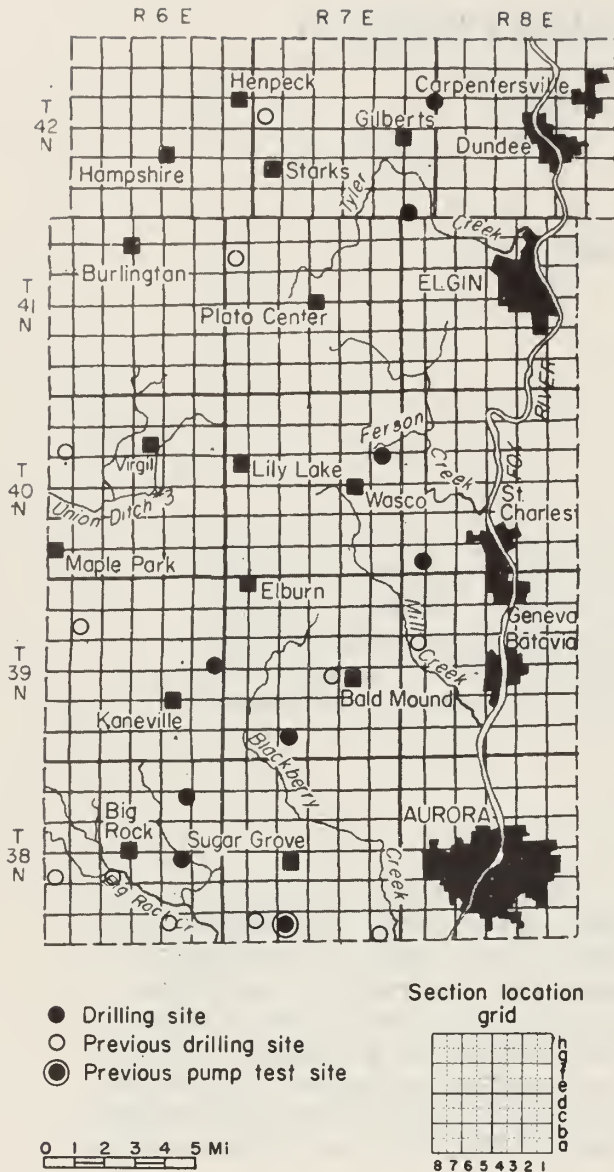 R 6 E R 7 E R 8 E
T 42 N
Henpeck
Carpentersville
Gilberts
Dundee
Hampshire
Starks
Tyler
Creek
Burlington
ELGIN
T 41 N
Plato Center
RIVER
Ferson
Virgil
Lily Lake
FOX
T 40 N
Creek
Wasco
St. Charles
Union Ditch #3
Maple Park
Elburn
Geneva
Mill
Batavia
T 39 N
Creek
Kaneville
Bald Mound
Blackberry
Big Rock
AURORA
Sugar Grove
T 38 N
Creek
Big Rock Cr
Drilling site
Previous drilling site
Previous pump test site
0 1 2 3 4 5 Mi
Section location
grid
h
g
f
e
d
c
b
a
8 7 6 5 4 3 2 1